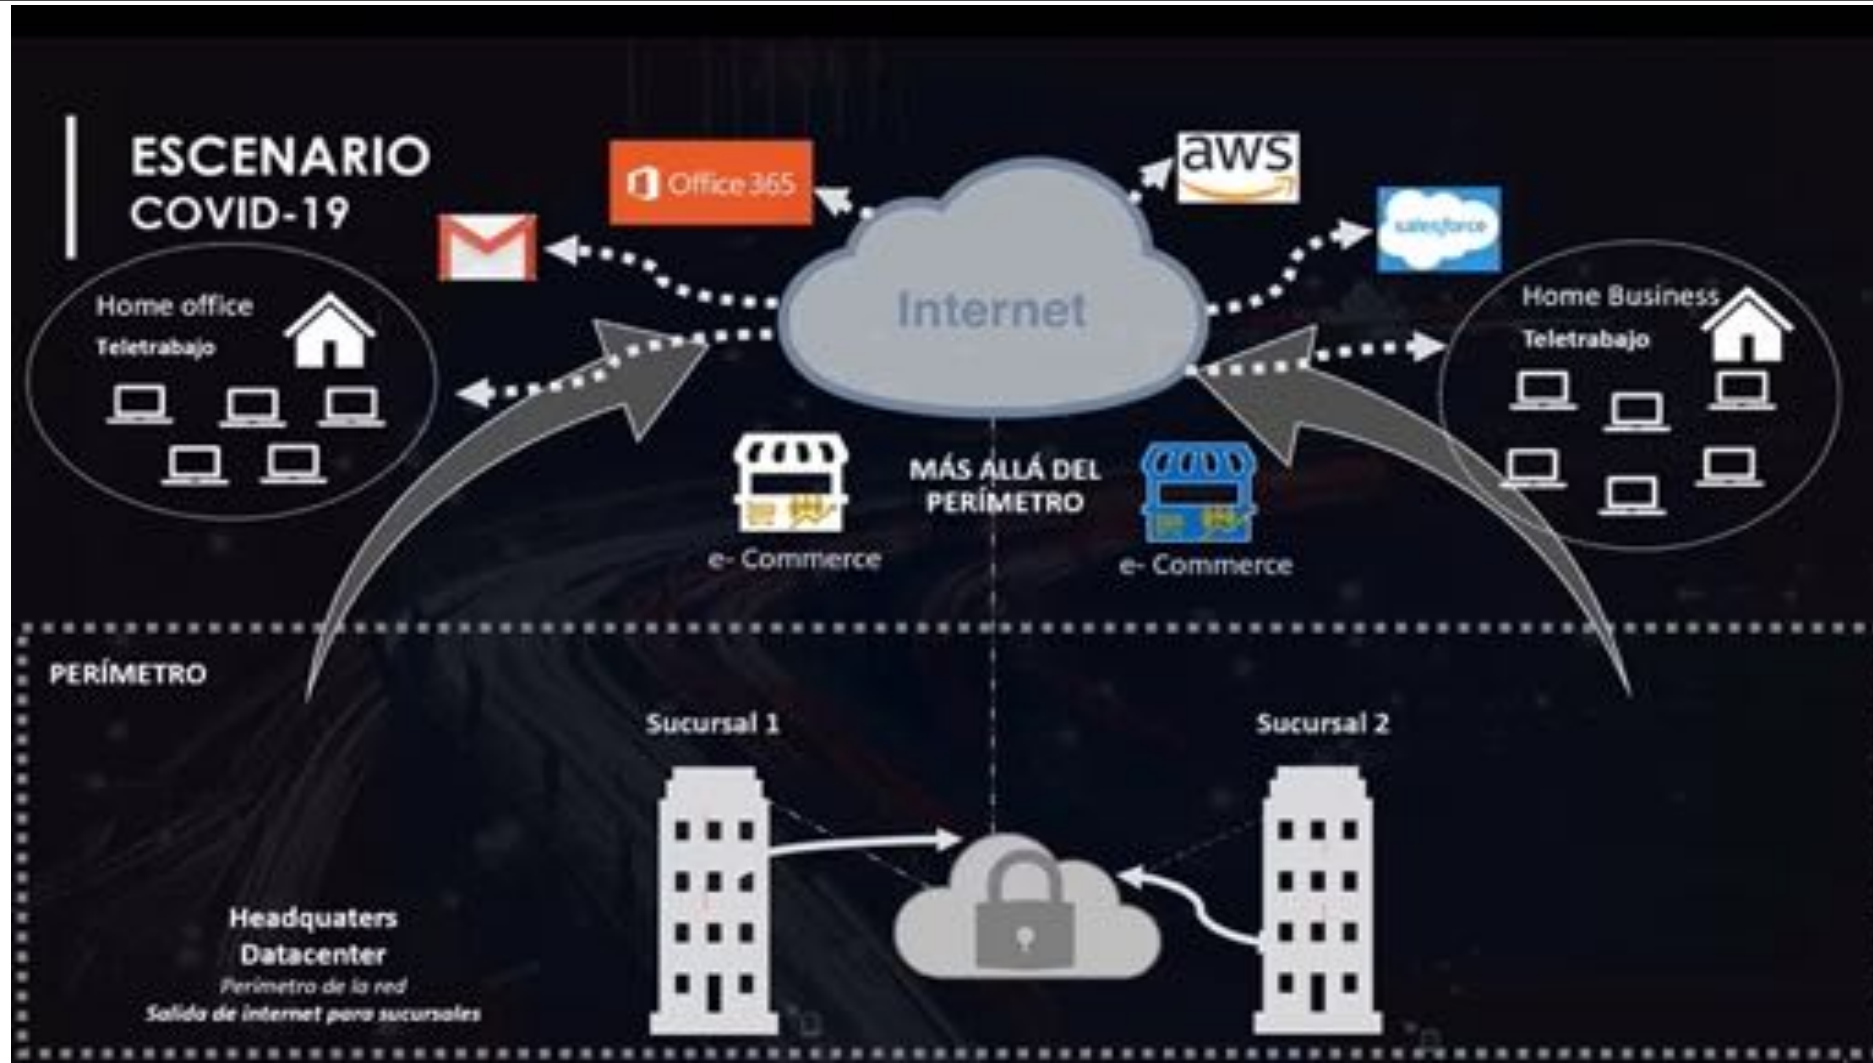 ESCENARIO
COVID-19
Office 365
aws
salesforce
Internet
Home office
Teletrabajo
Home Business
Teletrabajo
MÁS ALLÁ DEL
PERÍMETRO
e- Commerce
e- Commerce
PERÍMETRO
Sucursal 1
Sucursal 2
Headquaters
Datacenter
Perimetro de la red
Salida de internet para sucursales